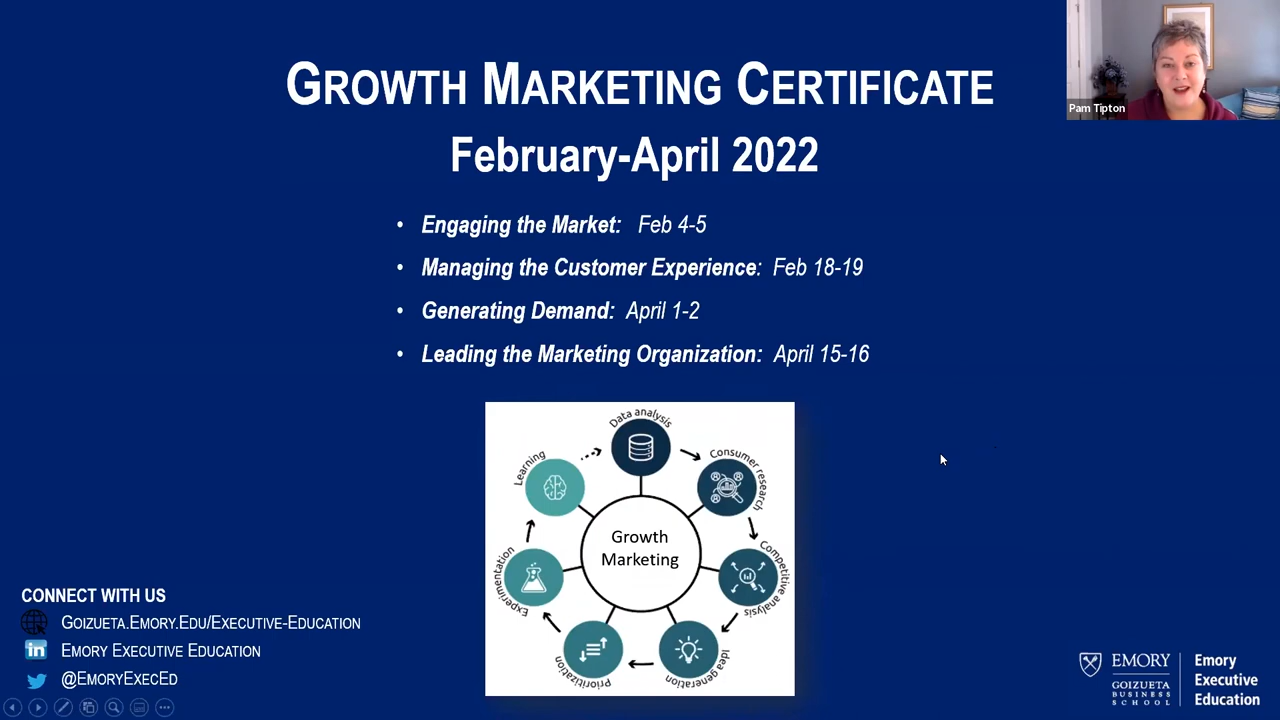 GROWTH MARKETING CERTIFICATE
February-April 2022
Pam Tipton
• Engaging the Market: Feb 4-5
• Managing the Customer Experience: Feb 18-19
• Generating Demand: April 1-2
• Leading the Marketing Organization: April 15-16
Data analysis
Consumer research
Competitive analysis
Idea generation
Prioritization
Experimentation
Learning
Growth
Marketing
CONNECT WITH US
GOIZUETA.EMORY.EDU/EXECUTIVE-EDUCATION
in
EMORY EXECUTIVE EDUCATION
@EMORYEXECED
EMORY
GOIZUETA
BUSINESS
SCHOOL
Emory
Executive
Education